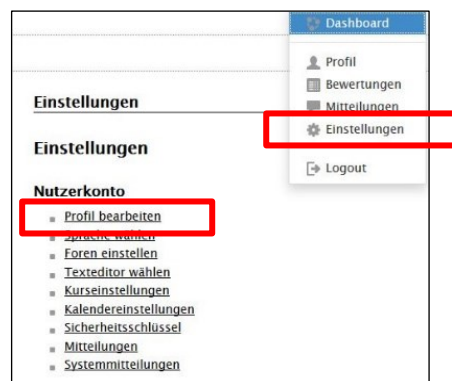 Dashboard
Profil
Bewertungen
Mitteilungen
Einstellungen
Logout
Einstellungen
Einstellungen
Nutzerkonto
Profil bearbeiten
Sprache wählen
Foren einstellen
Texteditor wählen
Kurseinstellungen
Kalendereinstellungen
Sicherheitsschlüssel
Mitteilungen
Systemmitteilungen